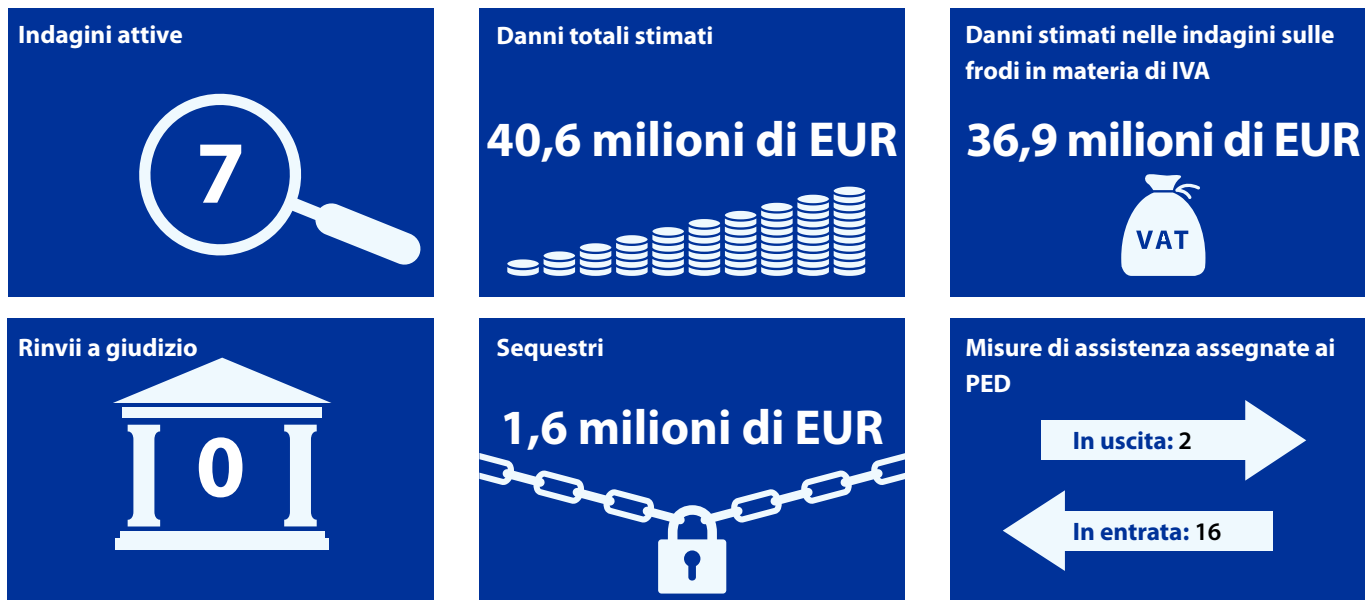 Indagini attive
7
Danni totali stimati
40,6 milioni di EUR
Danni stimati nelle indagini sulle
frodi in materia di IVA
36,9 milioni di EUR
VAT
Rinvii a giudizio
0
Sequestri
1,6 milioni di EUR
Misure di assistenza assegnate ai
PED
In uscita: 2
In entrata: 16